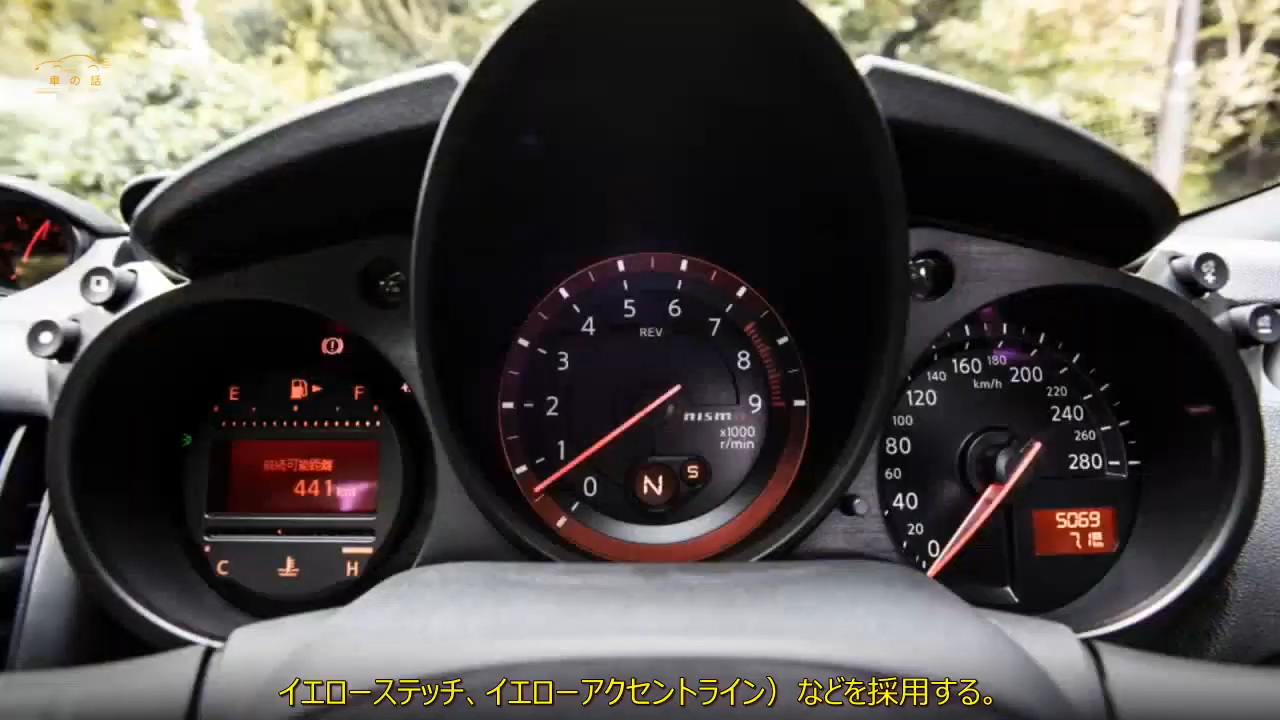 車の話
E
F
航続可能距離
441km
C
H
0
1
2
3
4
5
6
7
8
9
REV
nismo
x1000
r/min
N
S
0
20
40
60
80
100
120
140
160
180
200
220
240
260
280
km/h
5069
7.1
イエローステッチ、イエローアクセントライン）などを採用する。